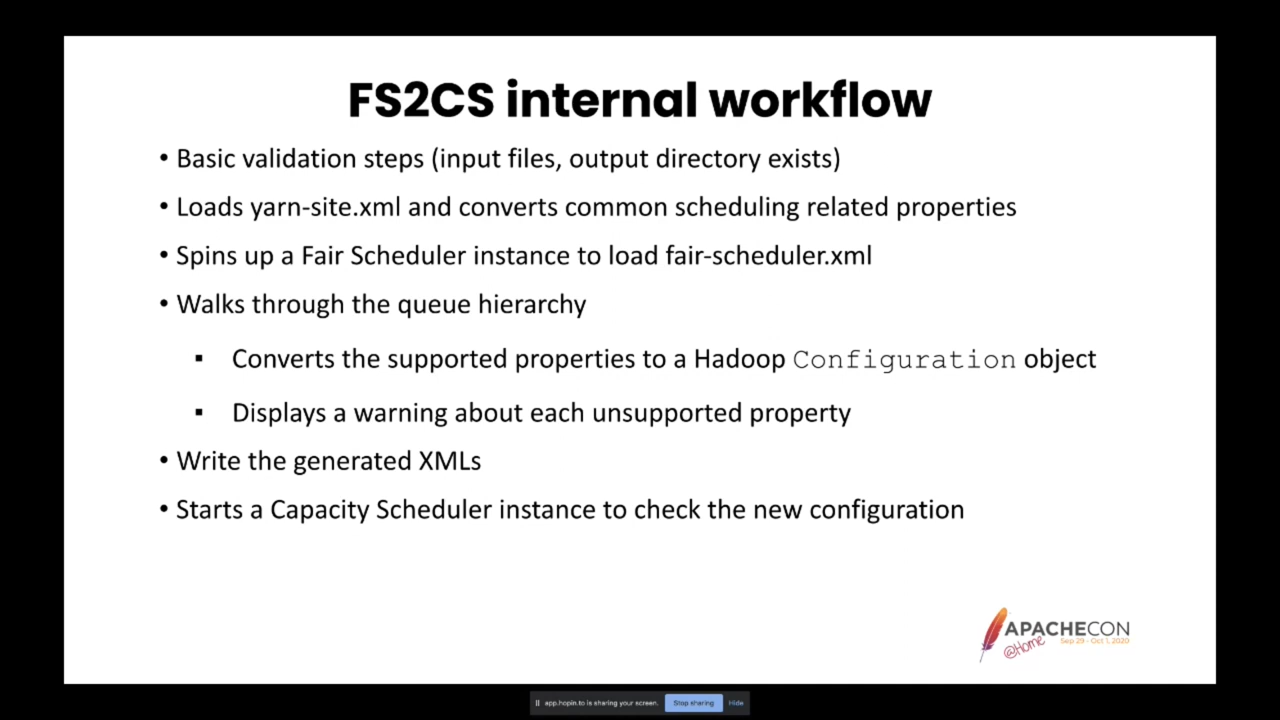 FS2CS internal workflow
• Basic validation steps (input files, output directory exists)
• Loads yarn-site.xml and converts common scheduling related properties
• Spins up a Fair Scheduler instance to load fair-scheduler.xml
• Walks through the queue hierarchy
▪ Converts the supported properties to a Hadoop Configuration object
▪ Displays a warning about each unsupported property
• Write the generated XMLs
• Starts a Capacity Scheduler instance to check the new configuration
APACHECON
Sep 29 - Oct 1, 2020
@Home
app.hopin.to is sharing your screen. Stop sharing Hide